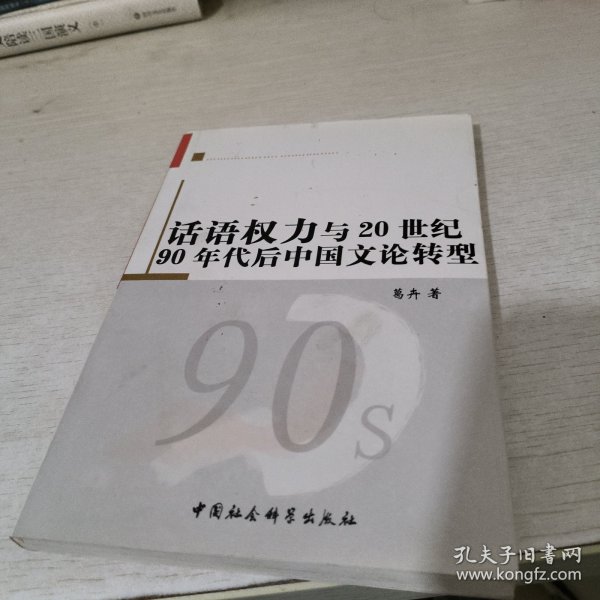 话语权力与20世纪
90年代后中国文论转型
葛卉 著
90s
中国社会科学出版社
孔夫子旧书网
www.kongfz.com